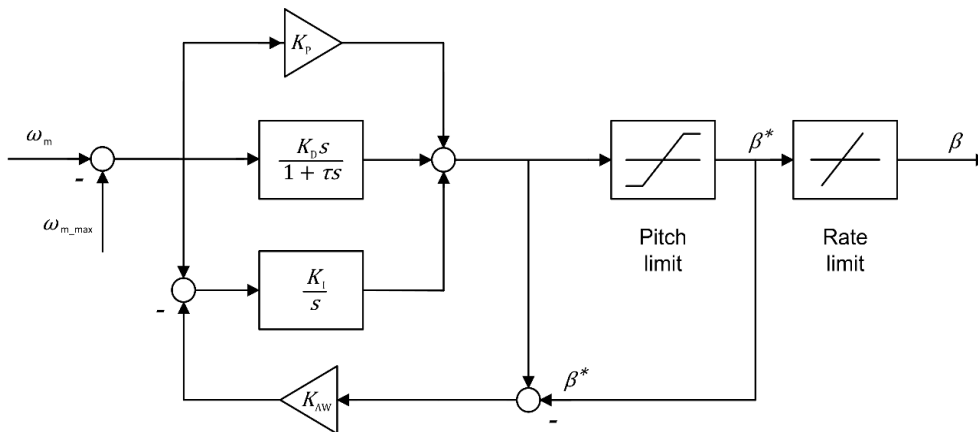 K_P
ω_m
-
ω_m_max
K_D s
1 + τs
K_I
s
-
K_AW
β*
β
Pitch
limit
Rate
limit
β*
-